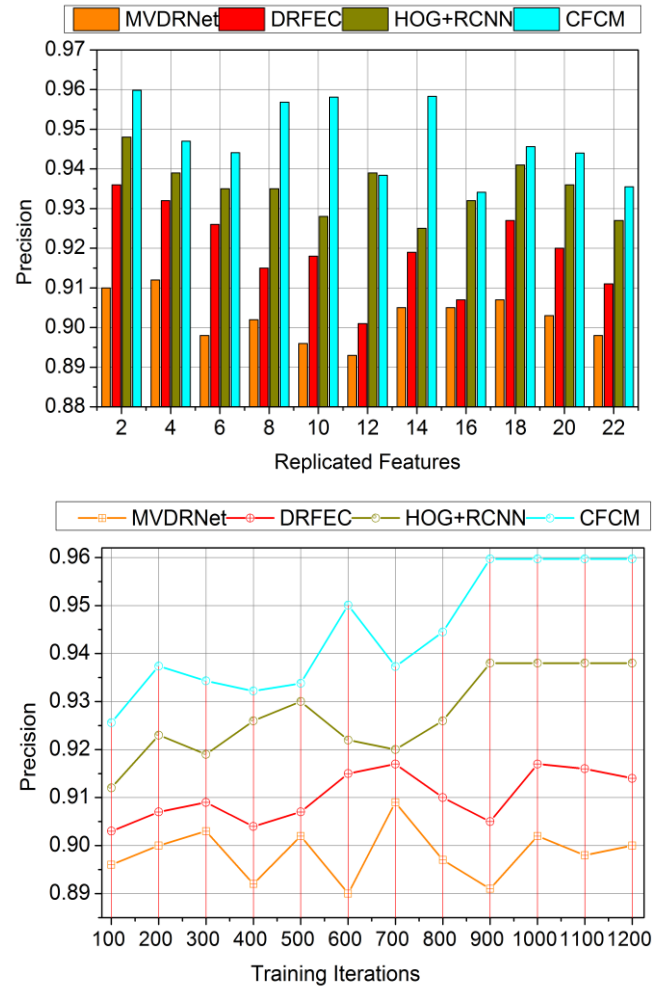 MVDRNet DRFEC HOG+RCNN CFCM
0.97
0.96
0.95
0.94
0.93
0.92
0.91
0.90
0.89
0.88
Precision
2 4 6 8 10 12 14 16 18 20 22
Replicated Features
MVDRNet DRFEC HOG+RCNN CFCM
0.96
0.95
0.94
0.93
0.92
0.91
0.90
0.89
Precision
100 200 300 400 500 600 700 800 900 1000 1100 1200
Training Iterations